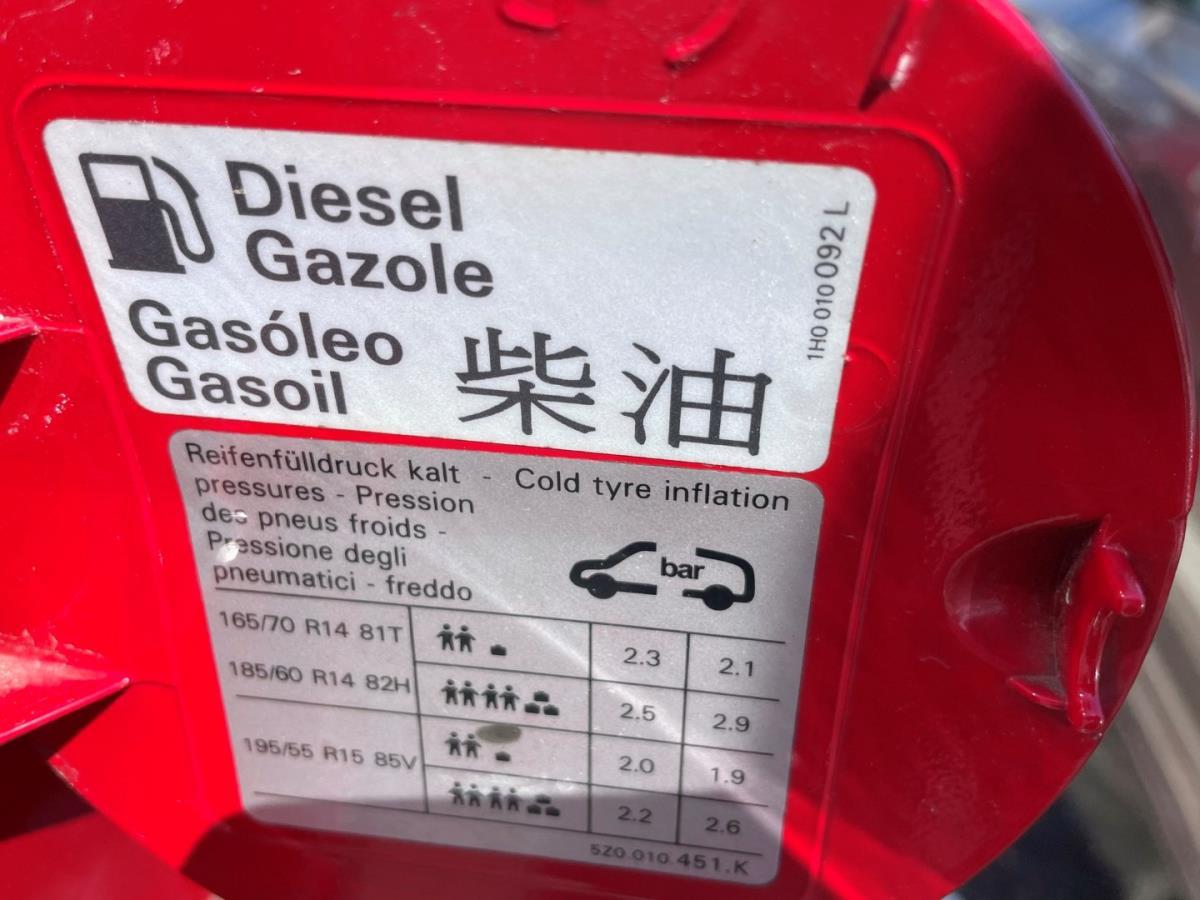 Diesel
Gazole
Gasóleo
Gasoil
柴油
1H0 010 092 L
Reifenfülldruck kalt - Cold tyre inflation
pressures - Pression
des pneus froids -
Pressione degli
pneumatici - freddo
bar
165/70 R14 81T
2.3 2.1
185/60 R14 82H
2.5 2.9
195/55 R15 85V
2.0 1.9
2.2 2.6
5Z0.010.451.K